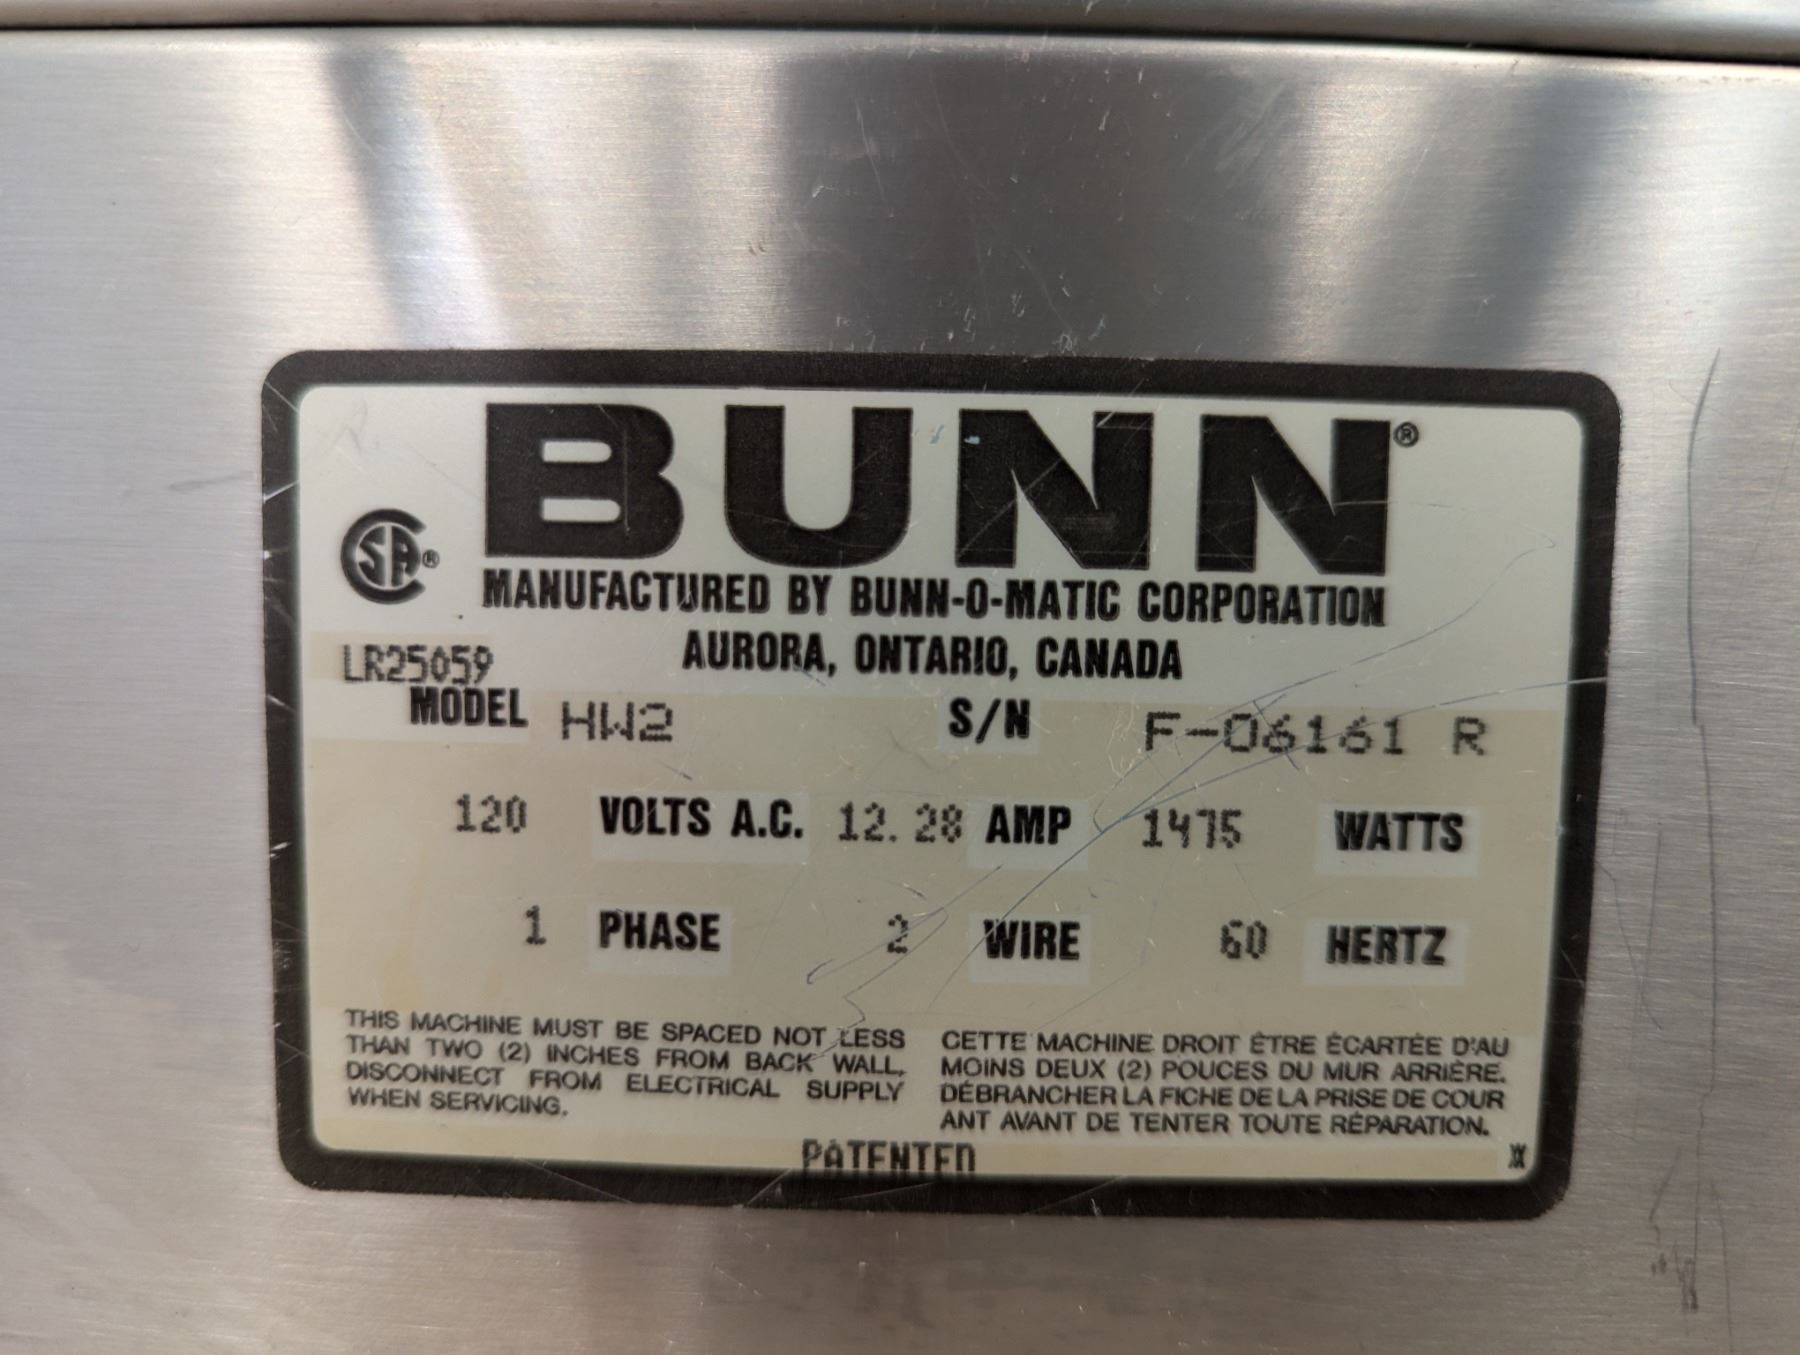 BUNN®
CSA®
MANUFACTURED BY BUNN-O-MATIC CORPORATION
AURORA, ONTARIO, CANADA
LR25059
MODEL HW2 S/N F-06161 R
120 VOLTS A.C. 12.28 AMP 1475 WATTS
1 PHASE 2 WIRE 60 HERTZ
THIS MACHINE MUST BE SPACED NOT LESS
THAN TWO (2) INCHES FROM BACK WALL,
DISCONNECT FROM ELECTRICAL SUPPLY
WHEN SERVICING.
CETTE MACHINE DROIT ÊTRE ÉCARTÉE D'AU
MOINS DEUX (2) POUCES DU MUR ARRIÈRE.
DÉBRANCHER LA FICHE DE LA PRISE DE COUR
ANT AVANT DE TENTER TOUTE RÉPARATION.
PATENTED